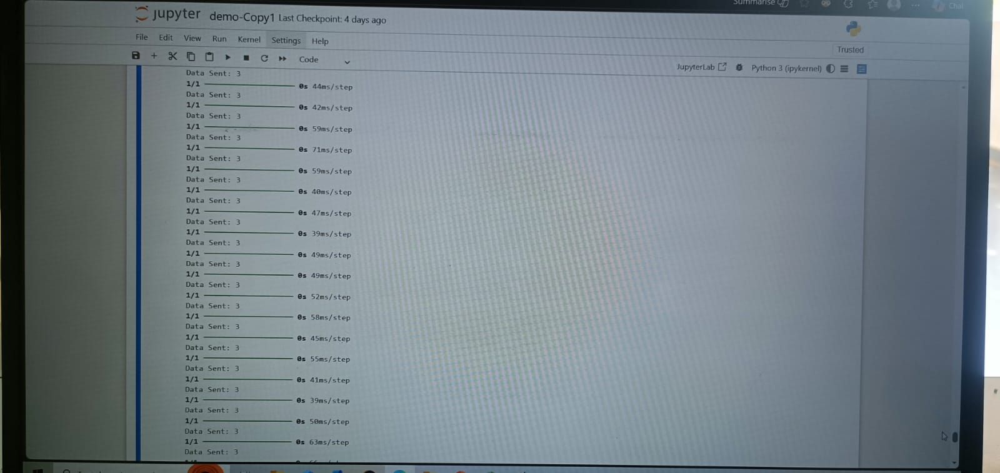 Summarise
Chat
jupyter demo-Copy1 Last Checkpoint: 4 days ago
File Edit View Run Kernel Settings Help
Trusted
Code
JupyterLab Python 3 (ipykernel)
Data Sent: 3
1/1 0s 44ms/step
Data Sent: 3
1/1 0s 42ms/step
Data Sent: 3
1/1 0s 59ms/step
Data Sent: 3
1/1 0s 71ms/step
Data Sent: 3
1/1 0s 59ms/step
Data Sent: 3
1/1 0s 40ms/step
Data Sent: 3
1/1 0s 47ms/step
Data Sent: 3
1/1 0s 39ms/step
Data Sent: 3
1/1 0s 49ms/step
Data Sent: 3
1/1 0s 49ms/step
Data Sent: 3
1/1 0s 52ms/step
Data Sent: 3
1/1 0s 58ms/step
Data Sent: 3
1/1 0s 45ms/step
Data Sent: 3
1/1 0s 55ms/step
Data Sent: 3
1/1 0s 41ms/step
Data Sent: 3
1/1 0s 39ms/step
Data Sent: 3
1/1 0s 50ms/step
Data Sent: 3
1/1 0s 63ms/step
Data Sent: 3